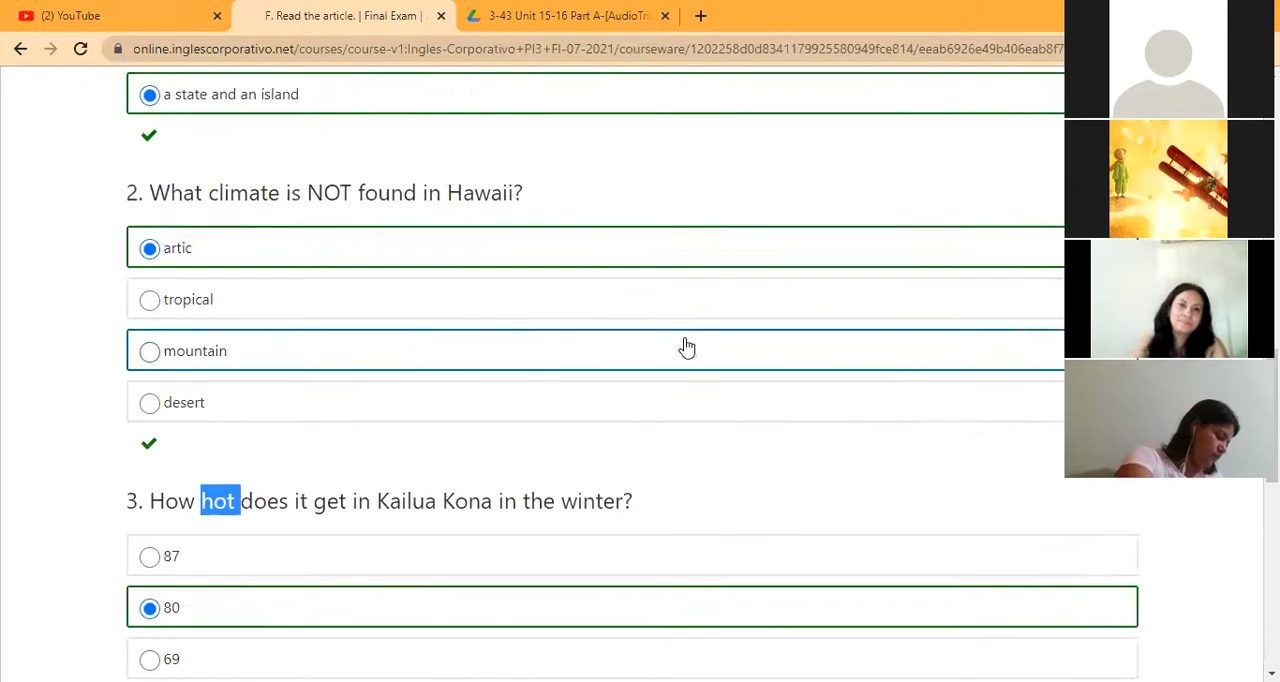 (2) YouTube
F. Read the article. | Final Exam |
3-43 Unit 15-16 Part A-[AudioTri
online.inglescorporativo.net/courses/course-v1:Ingles-Corporativo+PI3+FI-07-2021/courseware/1202258d0d8341179925580949fce814/eeab6926e49b406eab8f7
a state and an island
2. What climate is NOT found in Hawaii?
artic
tropical
mountain
desert
3. How hot does it get in Kailua Kona in the winter?
87
80
69